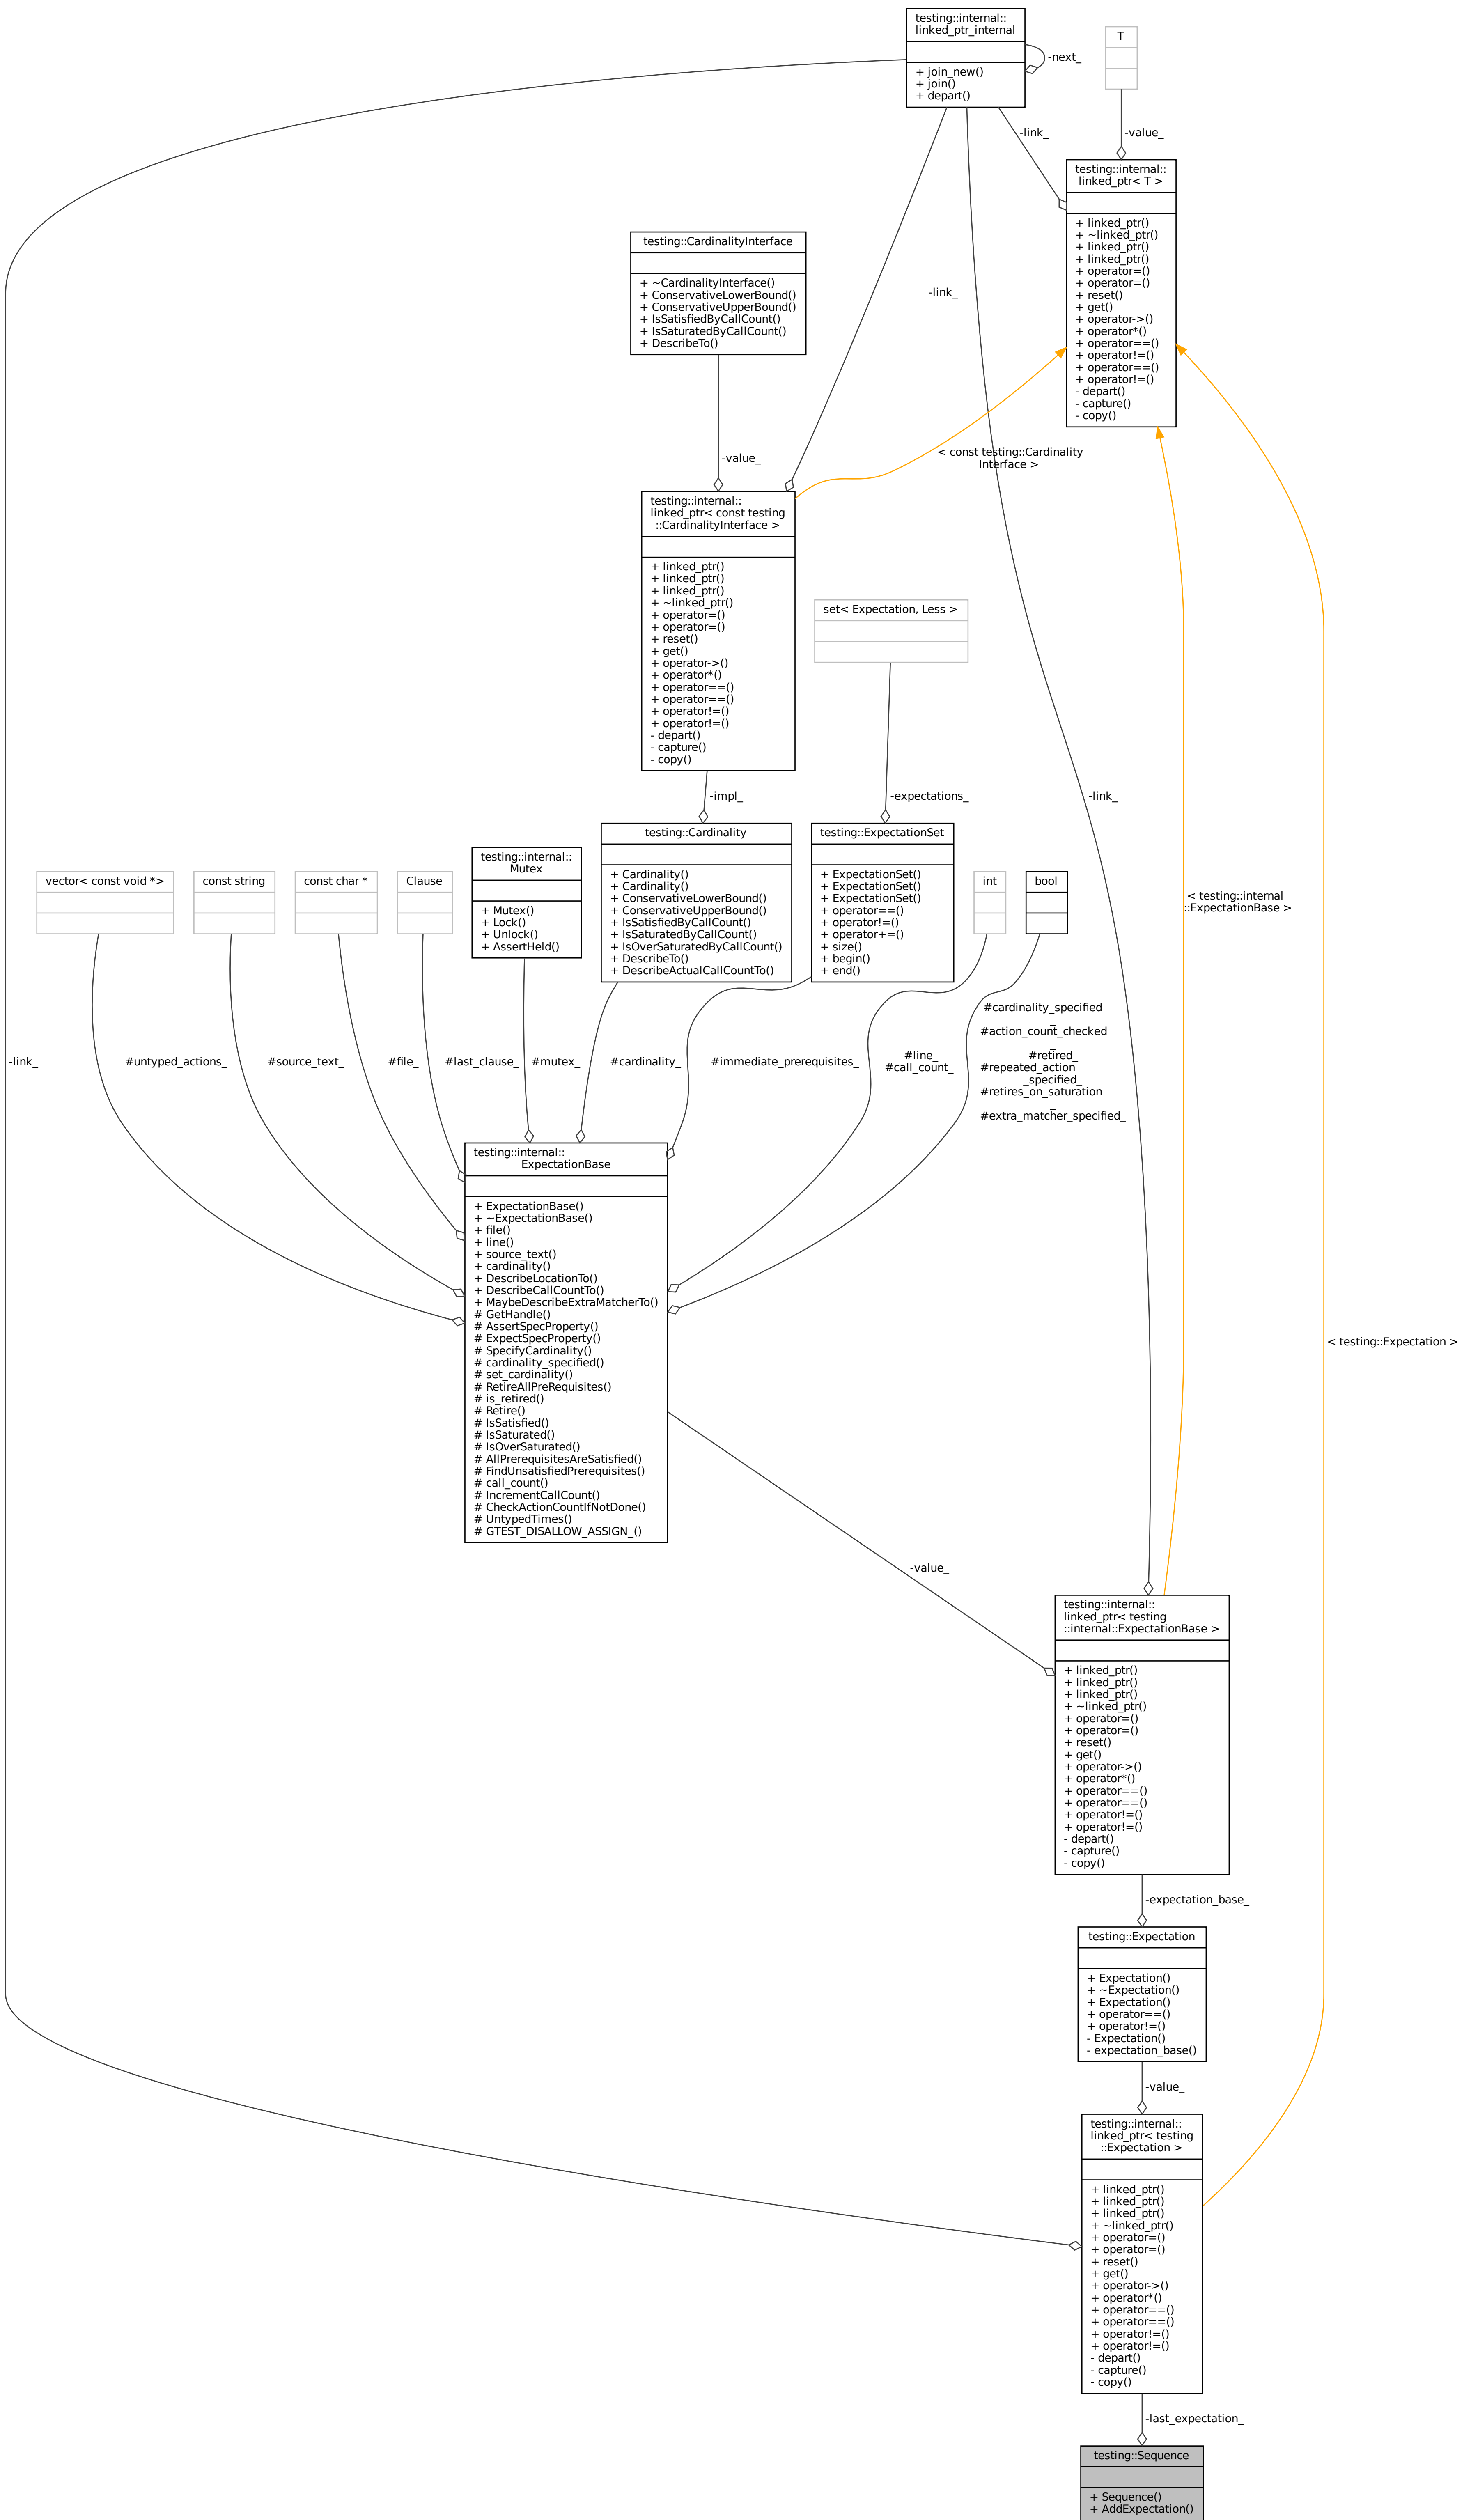 testing::internal::
linked_ptr_internal
+ join_new()
+ join()
+ depart()
-next_
T
-value_
-link_
testing::internal::
linked_ptr< T >
+ linked_ptr()
+ ~linked_ptr()
+ linked_ptr()
+ linked_ptr()
+ operator=()
+ operator=()
+ reset()
+ get()
+ operator->()
+ operator*()
+ operator==()
+ operator!=()
+ operator==()
+ operator!=()
- depart()
- capture()
- copy()
testing::CardinalityInterface
+ ~CardinalityInterface()
+ ConservativeLowerBound()
+ ConservativeUpperBound()
+ IsSatisfiedByCallCount()
+ IsSaturatedByCallCount()
+ DescribeTo()
-link_
-value_
< const testing::Cardinality
Interface >
testing::internal::
linked_ptr< const testing
::CardinalityInterface >
+ linked_ptr()
+ linked_ptr()
+ linked_ptr()
+ ~linked_ptr()
+ operator=()
+ operator=()
+ reset()
+ get()
+ operator->()
+ operator*()
+ operator==()
+ operator==()
+ operator!=()
+ operator!=()
- depart()
- capture()
- copy()
set< Expectation, Less >
-impl_
-expectations_
-link_
vector< const void *>
const string
const char *
Clause
testing::internal::
Mutex
+ Mutex()
+ Lock()
+ Unlock()
+ AssertHeld()
testing::Cardinality
+ Cardinality()
+ Cardinality()
+ ConservativeLowerBound()
+ ConservativeUpperBound()
+ IsSatisfiedByCallCount()
+ IsSaturatedByCallCount()
+ IsOverSaturatedByCallCount()
+ DescribeTo()
+ DescribeActualCallCountTo()
testing::ExpectationSet
+ ExpectationSet()
+ ExpectationSet()
+ ExpectationSet()
+ operator==()
+ operator!=()
+ operator+=()
+ size()
+ begin()
+ end()
int
bool
< testing::internal
::ExpectationBase >
-link_
#untyped_actions_
#source_text_
#file_
#last_clause_
#mutex_
#cardinality_
#immediate_prerequisites_
#line_
#call_count_
#cardinality_specified
_
#action_count_checked
_
#retired_
#repeated_action
_specified_
#retires_on_saturation
_
#extra_matcher_specified_
testing::internal::
ExpectationBase
+ ExpectationBase()
+ ~ExpectationBase()
+ file()
+ line()
+ source_text()
+ cardinality()
+ DescribeLocationTo()
+ DescribeCallCountTo()
+ MaybeDescribeExtraMatcherTo()
# GetHandle()
# AssertSpecProperty()
# ExpectSpecProperty()
# SpecifyCardinality()
# cardinality_specified()
# set_cardinality()
# RetireAllPreRequisites()
# is_retired()
# Retire()
# IsSatisfied()
# IsSaturated()
# IsOverSaturated()
# AllPrerequisitesAreSatisfied()
# FindUnsatisfiedPrerequisites()
# call_count()
# IncrementCallCount()
# CheckActionCountIfNotDone()
# UntypedTimes()
# GTEST_DISALLOW_ASSIGN_()
< testing::Expectation >
-value_
testing::internal::
linked_ptr< testing
::internal::ExpectationBase >
+ linked_ptr()
+ linked_ptr()
+ linked_ptr()
+ ~linked_ptr()
+ operator=()
+ operator=()
+ reset()
+ get()
+ operator->()
+ operator*()
+ operator==()
+ operator==()
+ operator!=()
+ operator!=()
- depart()
- capture()
- copy()
-expectation_base_
testing::Expectation
+ Expectation()
+ ~Expectation()
+ Expectation()
+ operator==()
+ operator!=()
- Expectation()
- expectation_base()
-value_
testing::internal::
linked_ptr< testing
::Expectation >
+ linked_ptr()
+ linked_ptr()
+ linked_ptr()
+ ~linked_ptr()
+ operator=()
+ operator=()
+ reset()
+ get()
+ operator->()
+ operator*()
+ operator==()
+ operator==()
+ operator!=()
+ operator!=()
- depart()
- capture()
- copy()
-last_expectation_
testing::Sequence
+ Sequence()
+ AddExpectation()